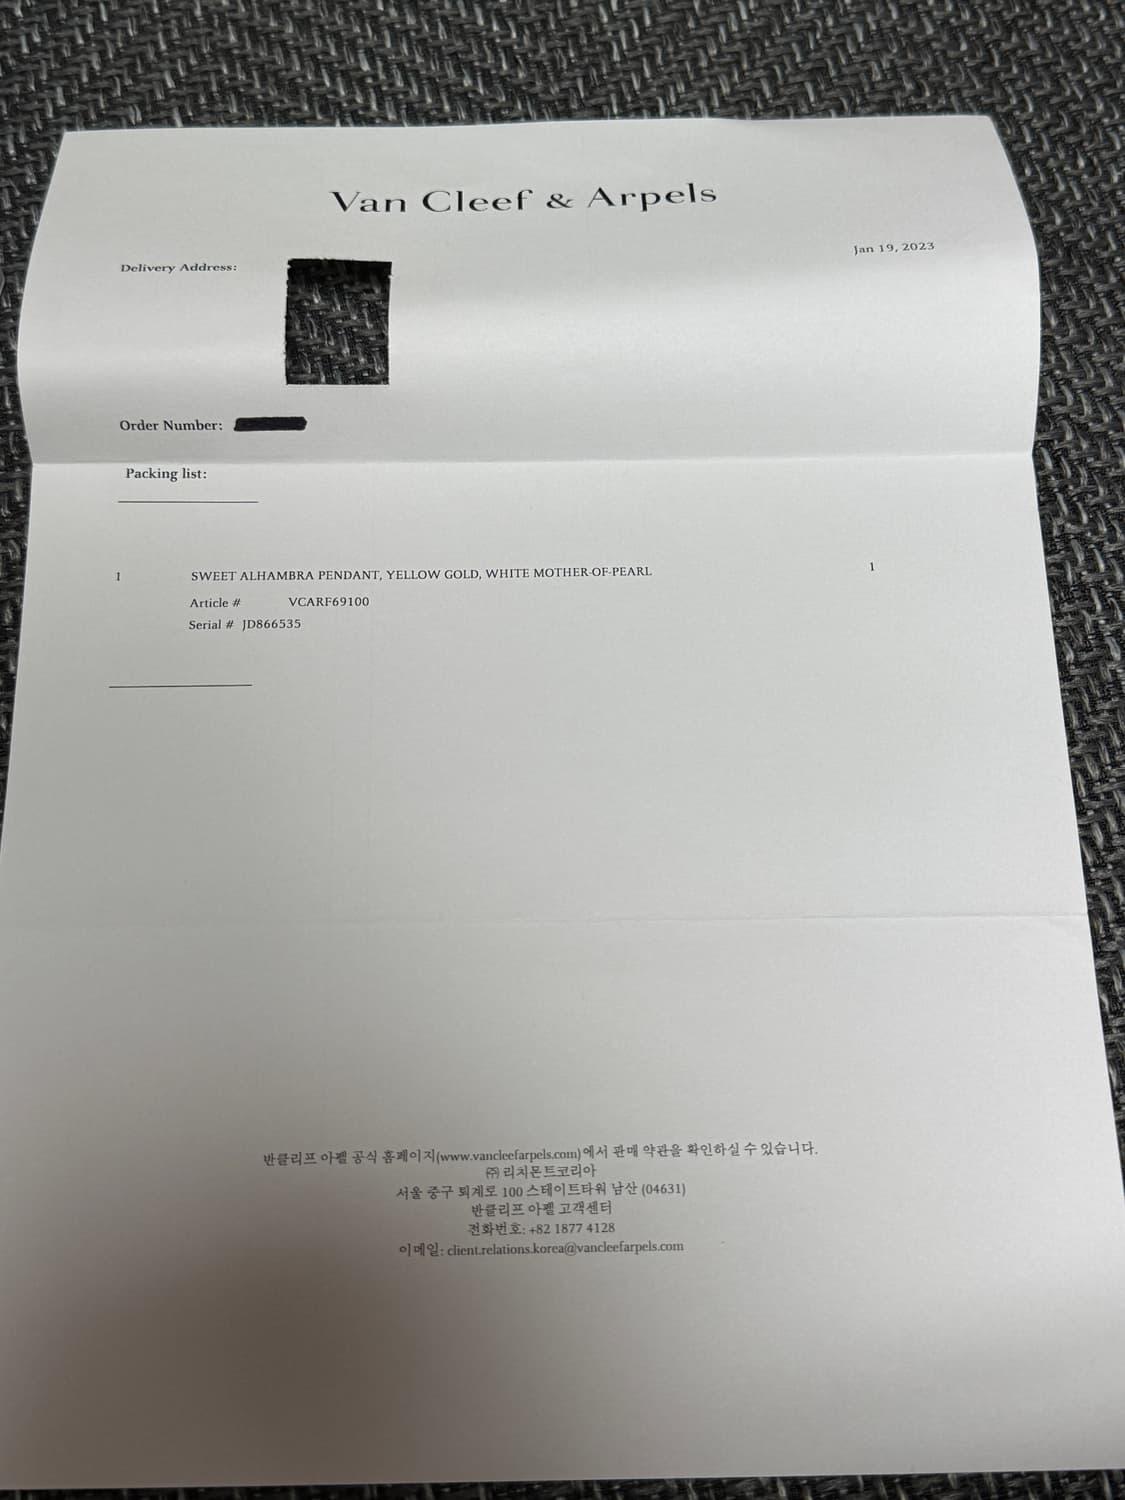 Van Cleef & Arpels
Jan 19, 2023
Delivery Address:
Order Number:
Packing list:
1 SWEET ALHAMBRA PENDANT, YELLOW GOLD, WHITE MOTHER-OF-PEARL 1
Article # VCARF69100
Serial # JD866535
반클리프 아펠 공식 홈페이지(www.vancleefarpels.com)에서 판매 약관을 확인하실 수 있습니다.
㈜ 리치몬트코리아
서울 중구 퇴계로 100 스테이트타워 남산 (04631)
반클리프 아펠 고객센터
전화번호: +82 1877 4128
이메일: client.relations.korea@vancleefarpels.com